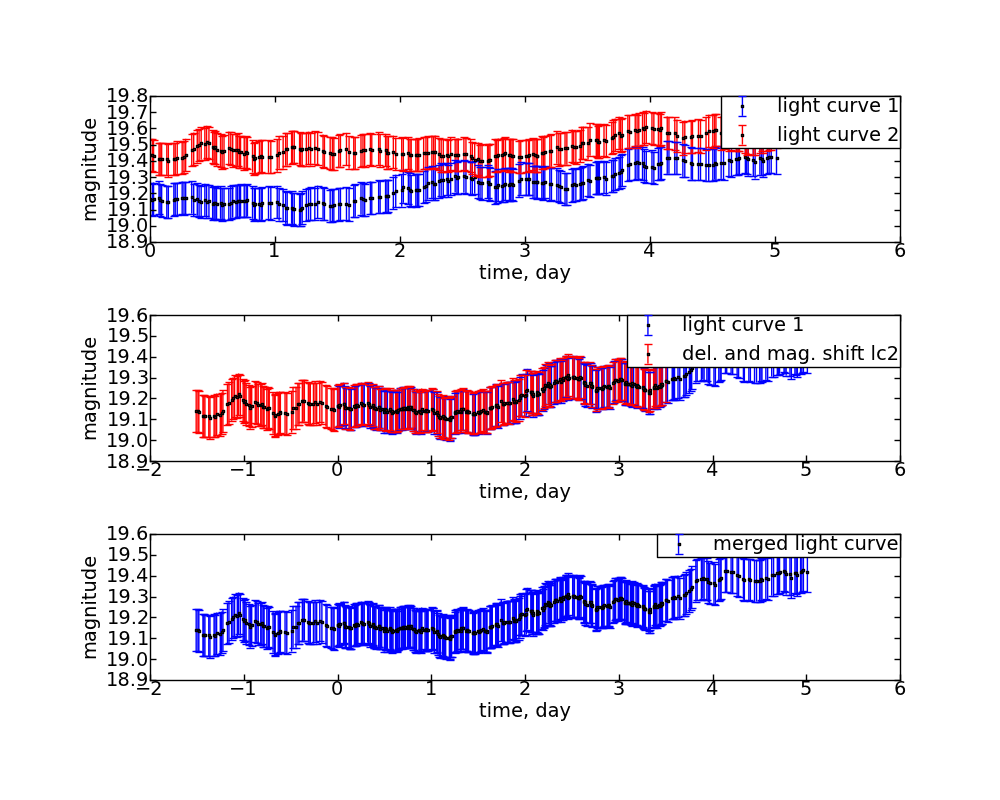 19.8
19.7
19.6
19.5
19.4
19.3
19.2
19.1
19.0
18.9
magnitude
light curve 1
light curve 2
0 1 2 3 4 5 6
time, day
19.6
19.5
19.4
19.3
19.2
19.1
19.0
18.9
magnitude
light curve 1
del. and mag. shift lc2
−2 −1 0 1 2 3 4 5 6
time, day
19.6
19.5
19.4
19.3
19.2
19.1
19.0
18.9
magnitude
merged light curve
−2 −1 0 1 2 3 4 5 6
time, day